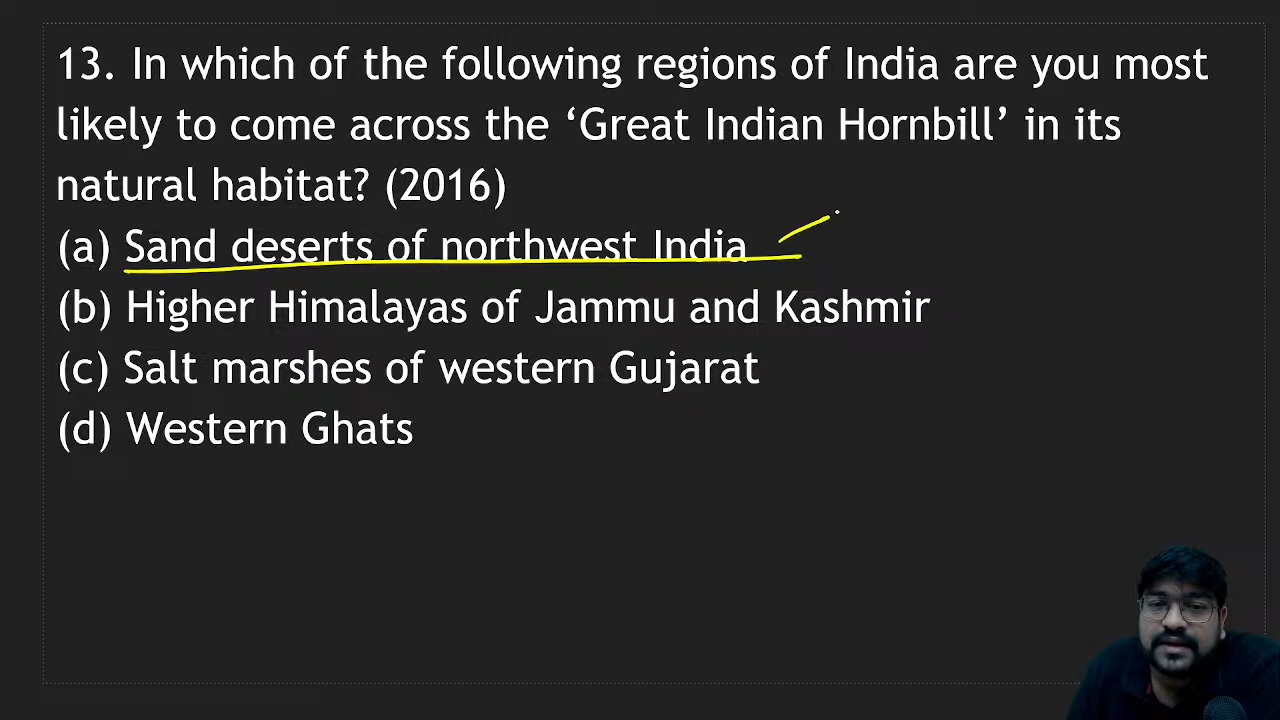 13. In which of the following regions of India are you most
likely to come across the ‘Great Indian Hornbill’ in its
natural habitat? (2016)
(a) Sand deserts of northwest India
(b) Higher Himalayas of Jammu and Kashmir
(c) Salt marshes of western Gujarat
(d) Western Ghats